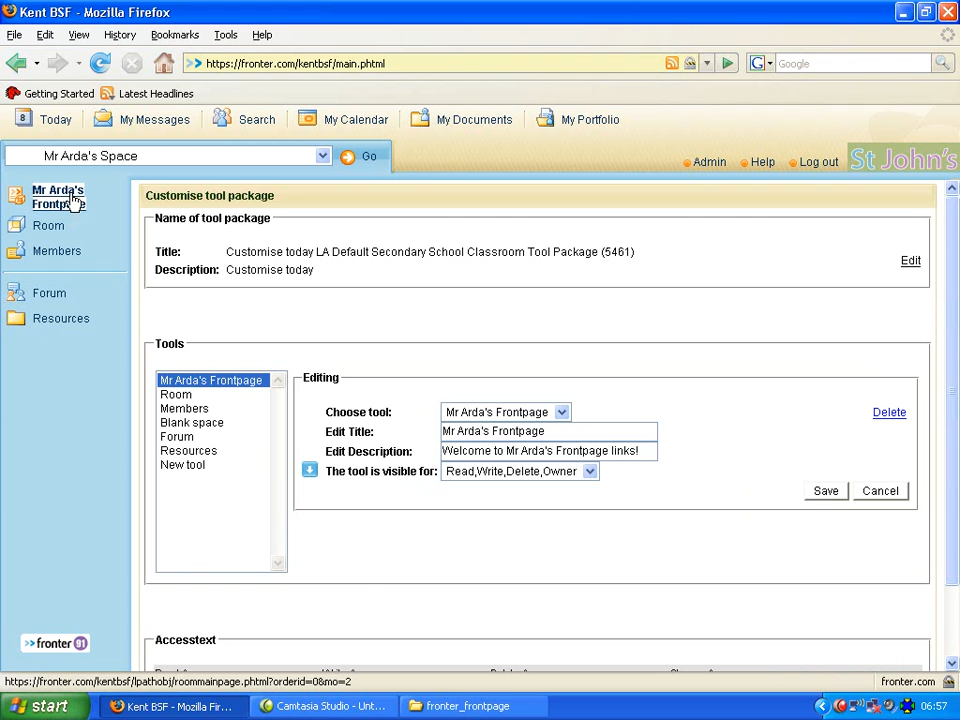 Kent BSF - Mozilla Firefox
File Edit View History Bookmarks Tools Help
https://fronter.com/kentbsf/main.phtml
G Google
Getting Started Latest Headlines
8 Today My Messages Search My Calendar My Documents My Portfolio
Mr Arda's Space Go
Admin Help Log out St John's
Mr Arda's
Frontpage
Room
Members
Forum
Resources
>>fronter 91
Customise tool package
Name of tool package
Title: Customise today LA Default Secondary School Classroom Tool Package (5461)
Description: Customise today
Edit
Tools
Mr Arda's Frontpage
Room
Members
Blank space
Forum
Resources
New tool
Editing
Choose tool: Mr Arda's Frontpage Delete
Edit Title: Mr Arda's Frontpage
Edit Description: Welcome to Mr Arda's Frontpage links!
The tool is visible for: Read,Write,Delete,Owner
Save Cancel
Accesstext
https://fronter.com/kentbsf/lpathobj/roommainpage.phtml?orderid=0&mo=2 fronter.com
start Kent BSF - Mozilla Fir... Camtasia Studio - Unt... fronter_frontpage 06:57